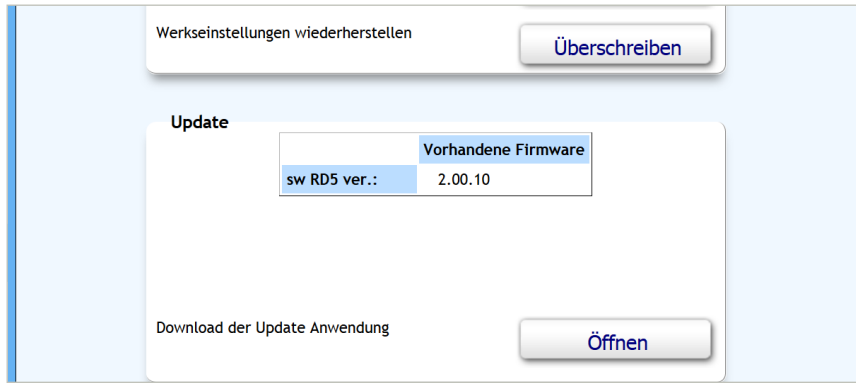 Werkseinstellungen wiederherstellen
Überschreiben
Update
Vorhandene Firmware
sw RD5 ver.: 2.00.10
Download der Update Anwendung
Öffnen